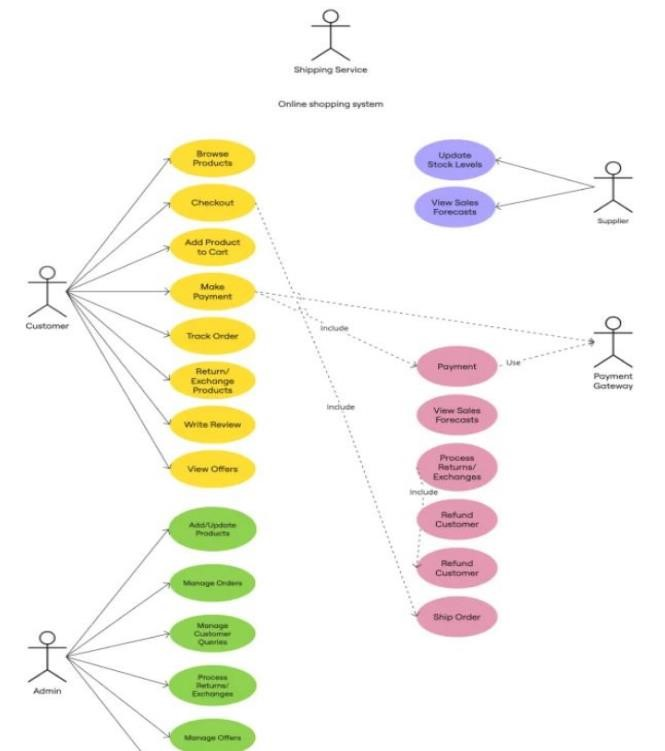 Shipping Service
Online shopping system
Browse
Products
Checkout
Add Product
to Cart
Make
Payment
Track Order
Return/
Exchange
Products
Write Review
View Offers
Customer
Update
Stock Levels
View Sales
Forecasts
Supplier
Include
Include
Payment
Use
Payment
Gateway
View Sales
Forecasts
Process
Returns/
Exchanges
Include
Refund
Customer
Refund
Customer
Ship Order
Add/Update
Products
Manage Orders
Manage
Customer
Queries
Process
Returns/
Exchanges
Manage Offers
Admin